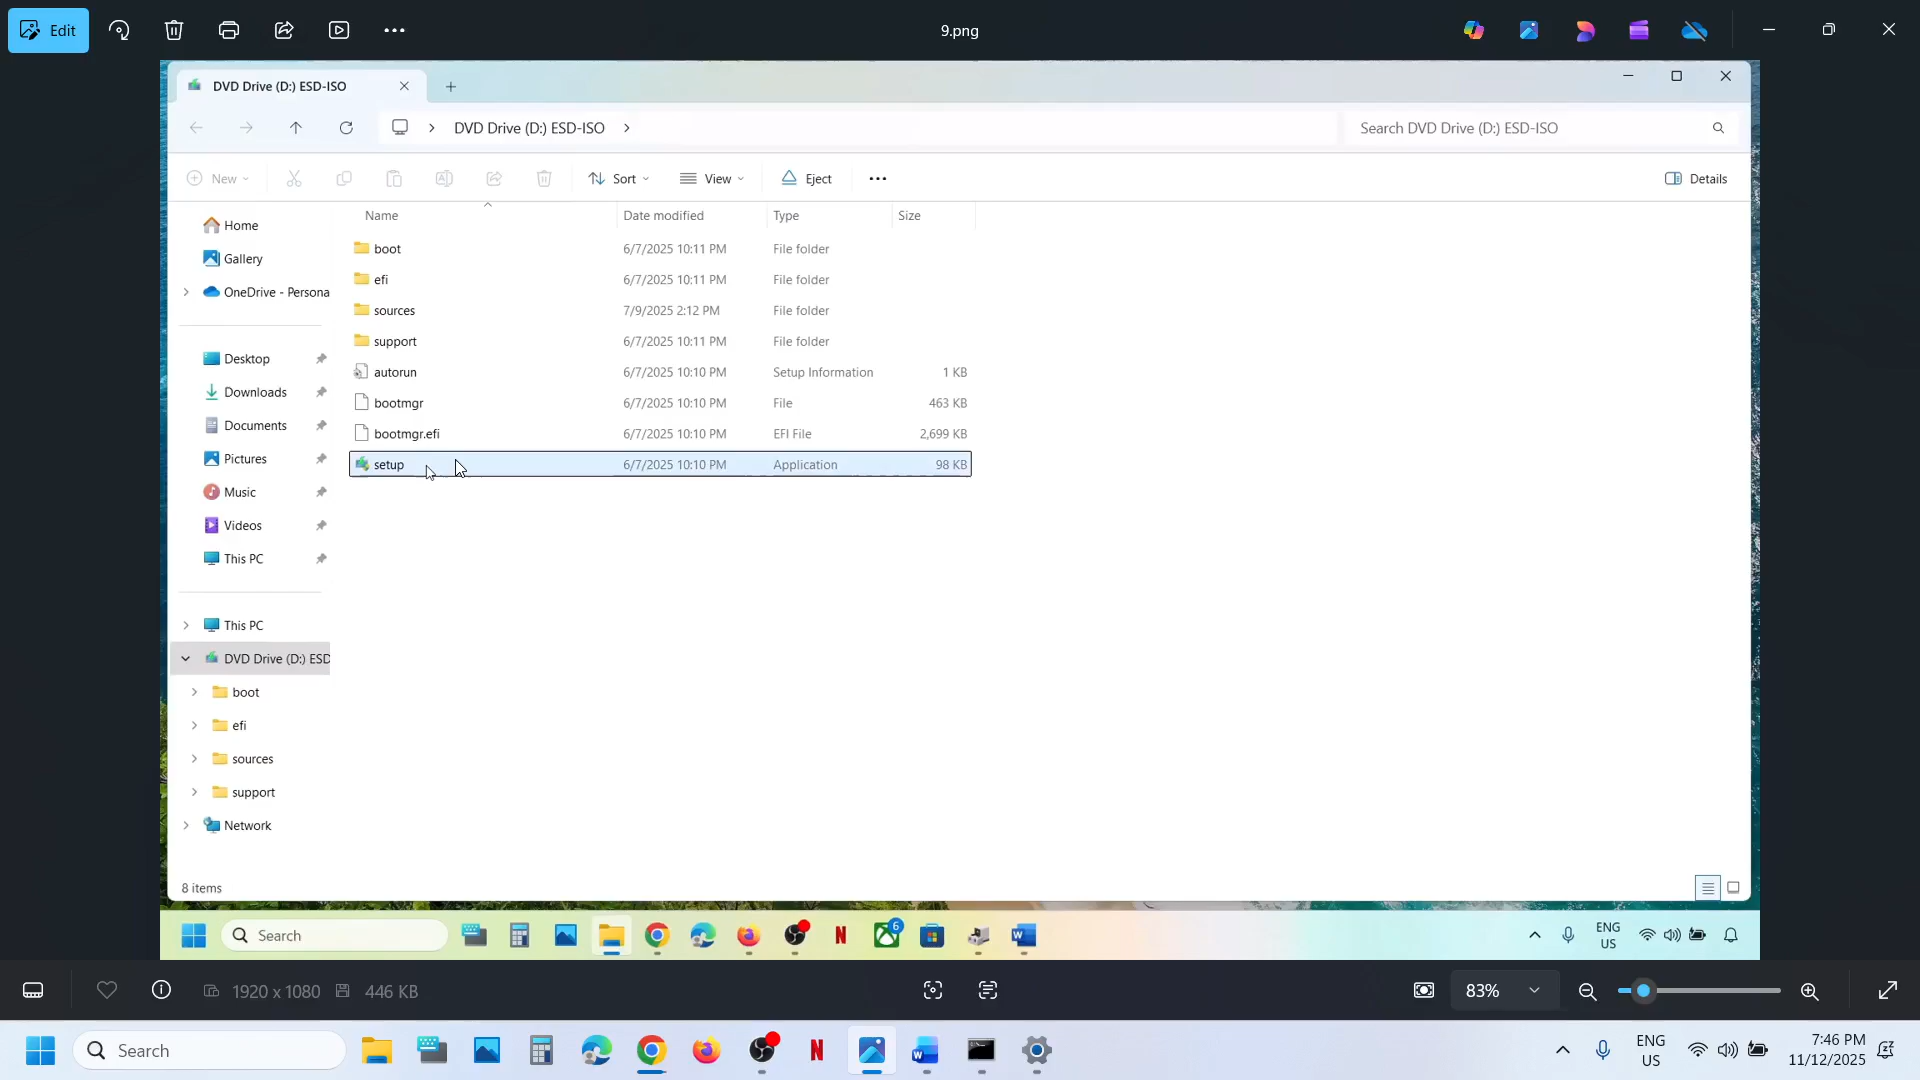 Edit
9.png
DVD Drive (D:) ESD-ISO
DVD Drive (D:) ESD-ISO
Search DVD Drive (D:) ESD-ISO
New
Sort
View
Eject
Details
Name Date modified Type Size
boot 6/7/2025 10:11 PM File folder
efi 6/7/2025 10:11 PM File folder
sources 7/9/2025 2:12 PM File folder
support 6/7/2025 10:11 PM File folder
autorun 6/7/2025 10:10 PM Setup Information 1 KB
bootmgr 6/7/2025 10:10 PM File 463 KB
bootmgr.efi 6/7/2025 10:10 PM EFI File 2,699 KB
setup 6/7/2025 10:10 PM Application 98 KB
Home
Gallery
OneDrive - Persona
Desktop
Downloads
Documents
Pictures
Music
Videos
This PC
This PC
DVD Drive (D:) ESD
boot
efi
sources
support
Network
8 items
Search
6
ENG
US
1920 x 1080
446 KB
83%
Search
ENG
US
7:46 PM
11/12/2025